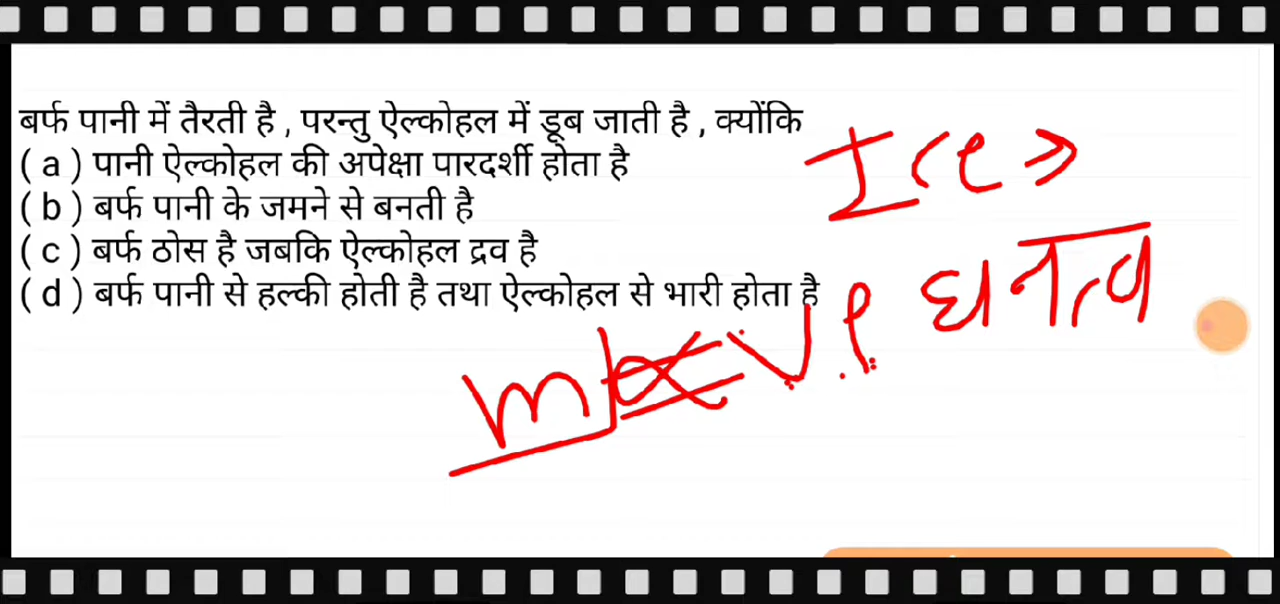 बर्फ पानी में तैरती है , परन्तु ऐल्कोहल में डूब जाती है , क्योंकि
( a ) पानी ऐल्कोहल की अपेक्षा पारदर्शी होता है
( b ) बर्फ पानी के जमने से बनती है
( c ) बर्फ ठोस है जबकि ऐल्कोहल द्रव है
( d ) बर्फ पानी से हल्की होती है तथा ऐल्कोहल से भारी होता है
Ice
घनत्व
m V.ρ